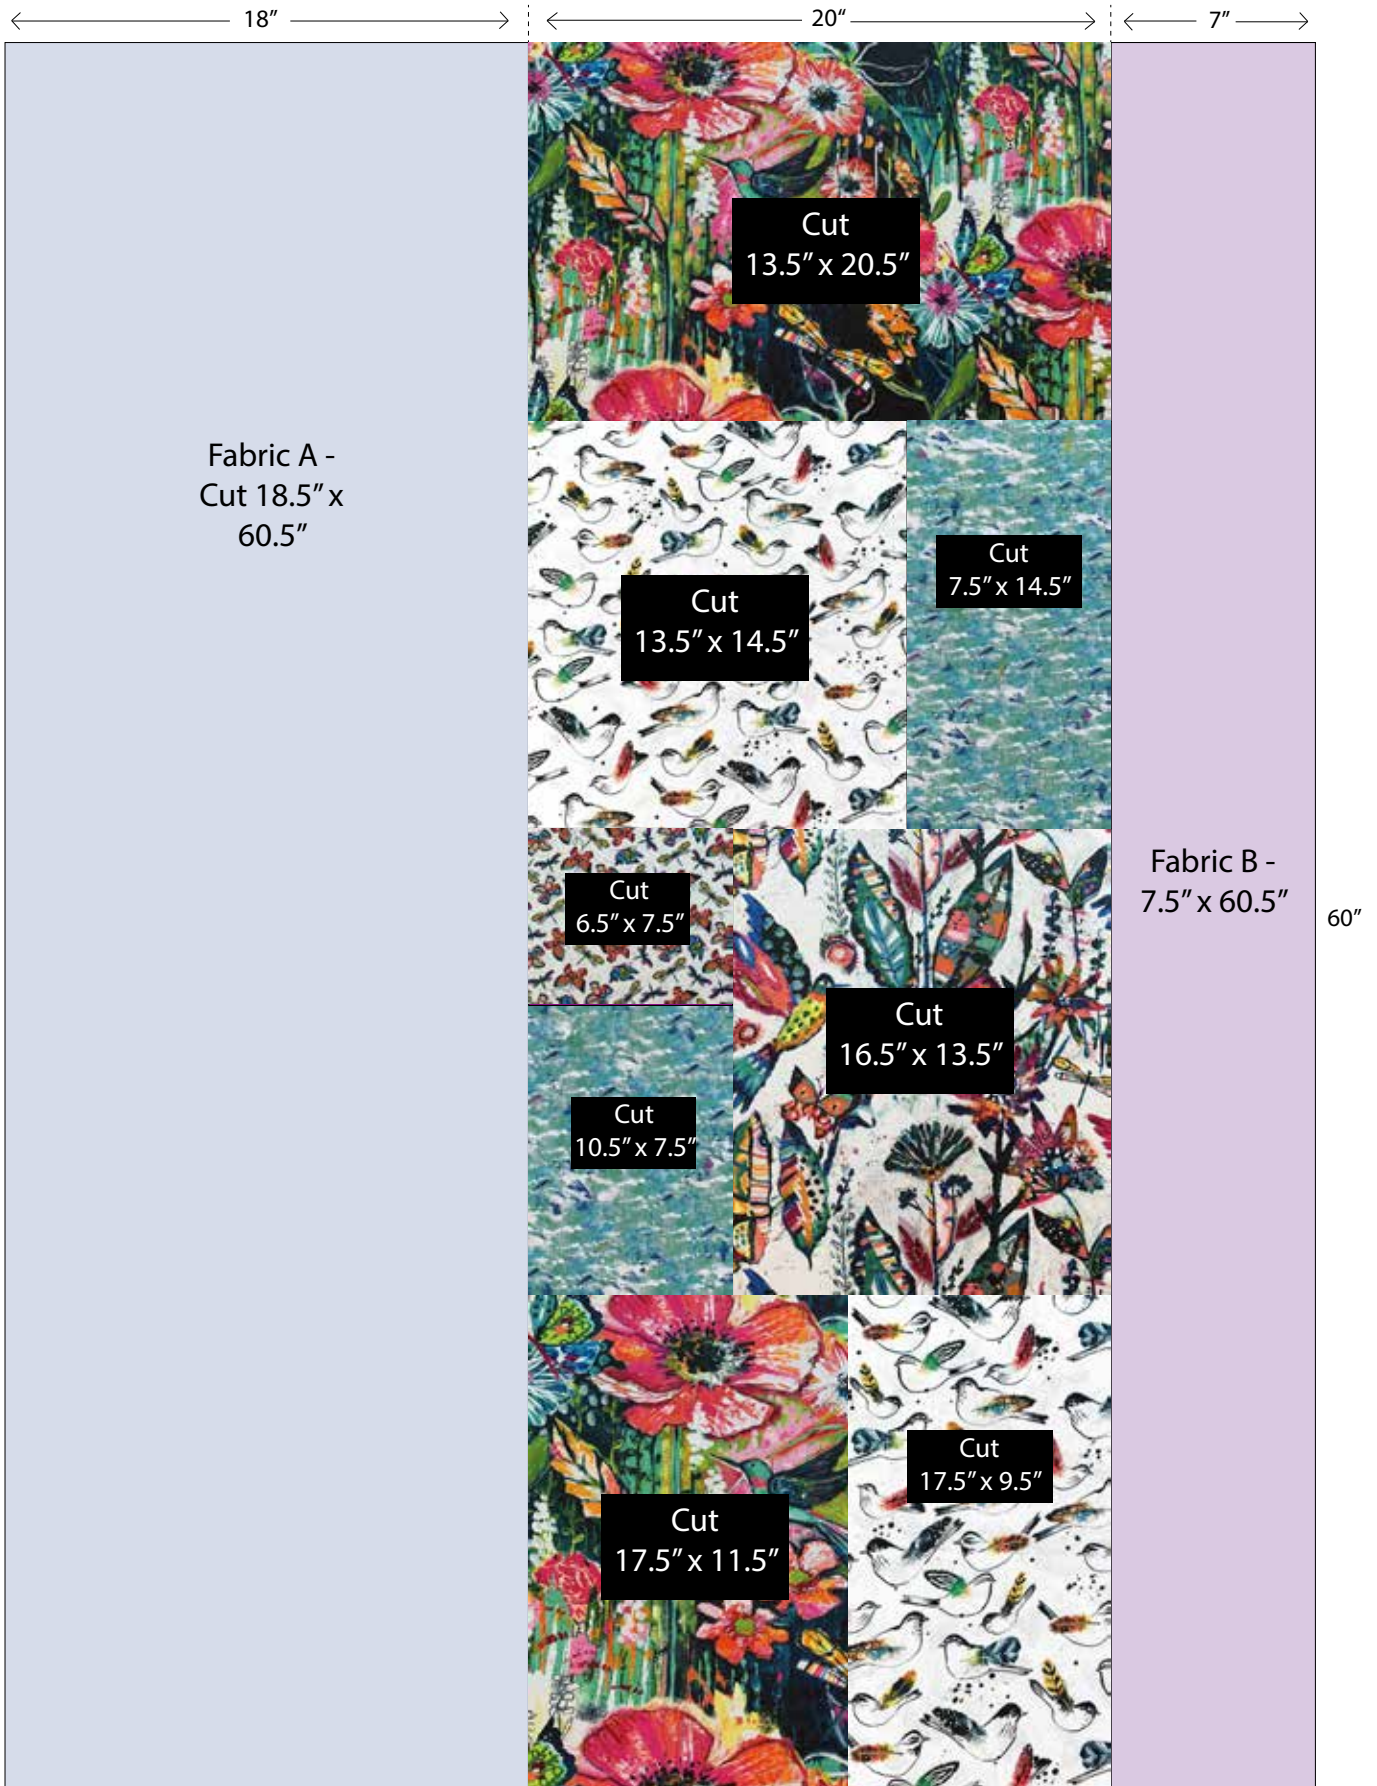 18”
20“
7”
Cut
13.5” x 20.5”
Fabric A -
Cut 18.5” x
60.5”
Cut
13.5” x 14.5”
Cut
7.5” x 14.5”
Cut
6.5” x 7.5”
Fabric B -
7.5” x 60.5”
60”
Cut
16.5” x 13.5”
Cut
10.5” x 7.5”
Cut
17.5” x 9.5”
Cut
17.5” x 11.5”